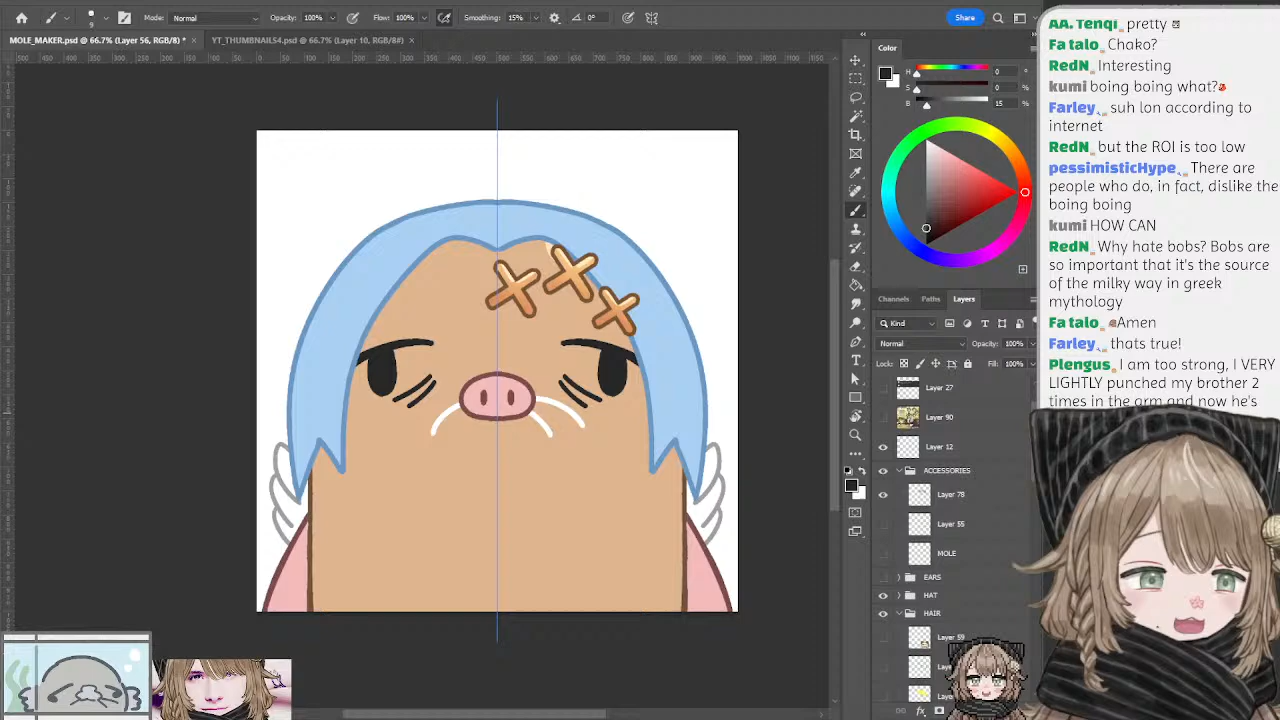 Mode:
Normal
Opacity:
100%
Flow:
100%
Smoothing:
15%
0°
Share
MOLE_MAKER.psd @ 66.7% (Layer 56, RGB/8) *
YT_THUMBNAILS4.psd @ 66.7% (Layer 10, RGB/8#)
Color
H
0
S
0
%
B
15
%
Channels
Paths
Layers
Kind
Normal
Opacity:
100%
Lock:
Fill:
100%
Layer 27
Layer 90
Layer 12
ACCESSORIES
Layer 78
Layer 55
MOLE
EARS
HAT
HAIR
Layer 59
Laye
Laye
fx
AA. Tenqi pretty
Fa talo Chako?
RedN Interesting
kumi boing boing what?
Farley suh lon according to
internet
RedN but the ROI is too low
pessimisticHype There are
people who do, in fact, dislike the
boing boing
kumi HOW CAN
RedN Why hate bobs? Bobs are
so important that it's the source
of the milky way in greek
mythology
Fa talo Amen
Farley thats true!
Plengus I am too strong, I VERY
LIGHTLY punched my brother 2
times in the arm and now he's